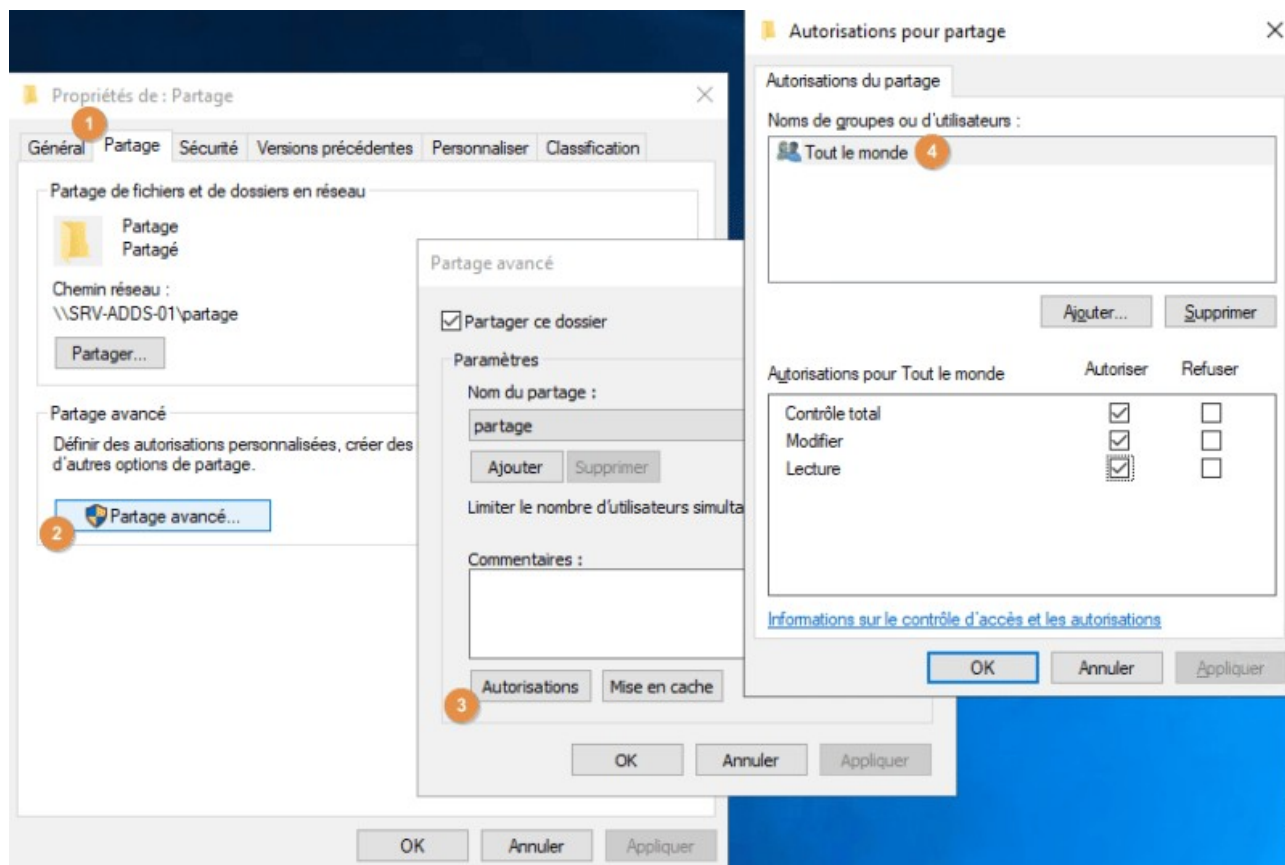 Propriétés de : Partage
1
Général Partage Sécurité Versions précédentes Personnaliser Classification
Partage de fichiers et de dossiers en réseau
Partage
Partagé
Chemin réseau :
\\SRV-ADDS-01\partage
Partager...
Partage avancé
Définir des autorisations personnalisées, créer des
d'autres options de partage.
Partage avancé...
2
OK Annuler Appliquer
Partage avancé
Partager ce dossier
Paramètres
Nom du partage :
partage
Ajouter Supprimer
Limiter le nombre d'utilisateurs simulta
Commentaires :
Autorisations Mise en cache
3
OK Annuler Appliquer
Autorisations pour partage
Autorisations du partage
Noms de groupes ou d'utilisateurs :
Tout le monde 4
Ajouter... Supprimer
Autorisations pour Tout le monde Autoriser Refuser
Contrôle total
Modifier
Lecture
Informations sur le contrôle d'accès et les autorisations
OK Annuler Appliquer